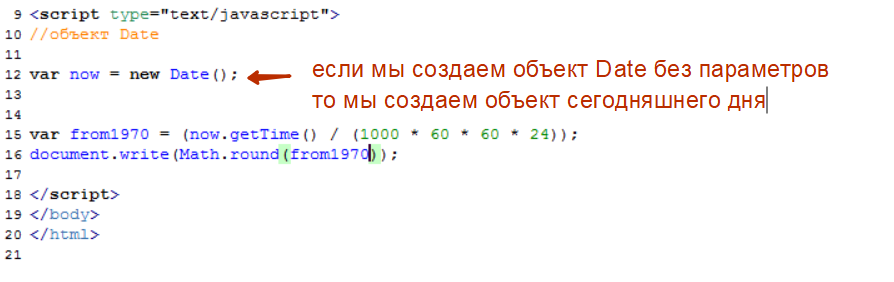 9 <script type="text/javascript">
10 //объект Date
11
12 var now = new Date();
если мы создаем объект Date без параметров
то мы создаем объект сегодняшнего дня
13
14
15 var from1970 = (now.getTime() / (1000 * 60 * 60 * 24));
16 document.write(Math.round(from1970));
17
18 </script>
19 </body>
20 </html>
21